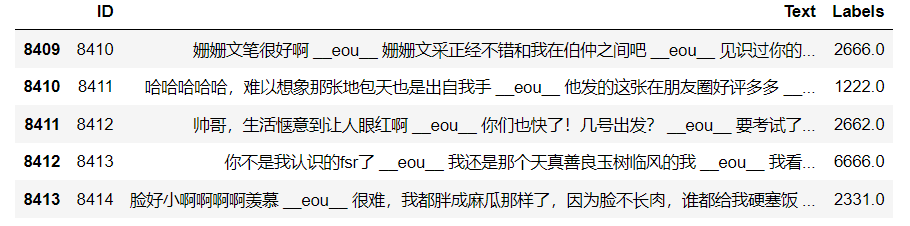 ID Text Labels
8409 8410 姗姗文笔很好啊 __eou__ 姗姗文采正经不错和我在伯仲之间吧 __eou__ 见识过你的... 2666.0
8410 8411 哈哈哈哈哈，难以想象那张地包天也是出自我手 __eou__ 他发的这张在朋友圈好评多多 __... 1222.0
8411 8412 帅哥，生活惬意到让人眼红啊 __eou__ 你们也快了！几号出发？ __eou__ 要考试了... 2662.0
8412 8413 你不是我认识的fsr了 __eou__ 我还是那个天真善良玉树临风的我 __eou__ 我看... 6666.0
8413 8414 脸好小啊啊啊啊羡慕 __eou__ 很难，我都胖成麻瓜那样了，因为脸不长肉，谁都给我硬塞饭 ... 2331.0